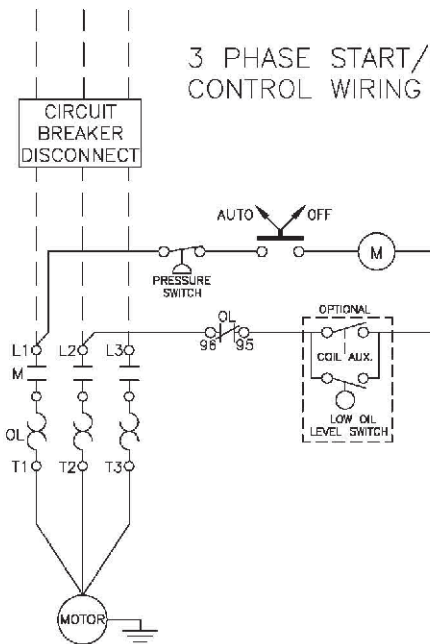 3 PHASE START/
CONTROL WIRING
CIRCUIT
BREAKER
DISCONNECT
AUTO
OFF
M
PRESSURE
SWITCH
OPTIONAL
OL
96 95
COIL AUX.
LOW OIL
LEVEL SWITCH
L1 L2 L3
M
OL
T1 T2 T3
MOTOR